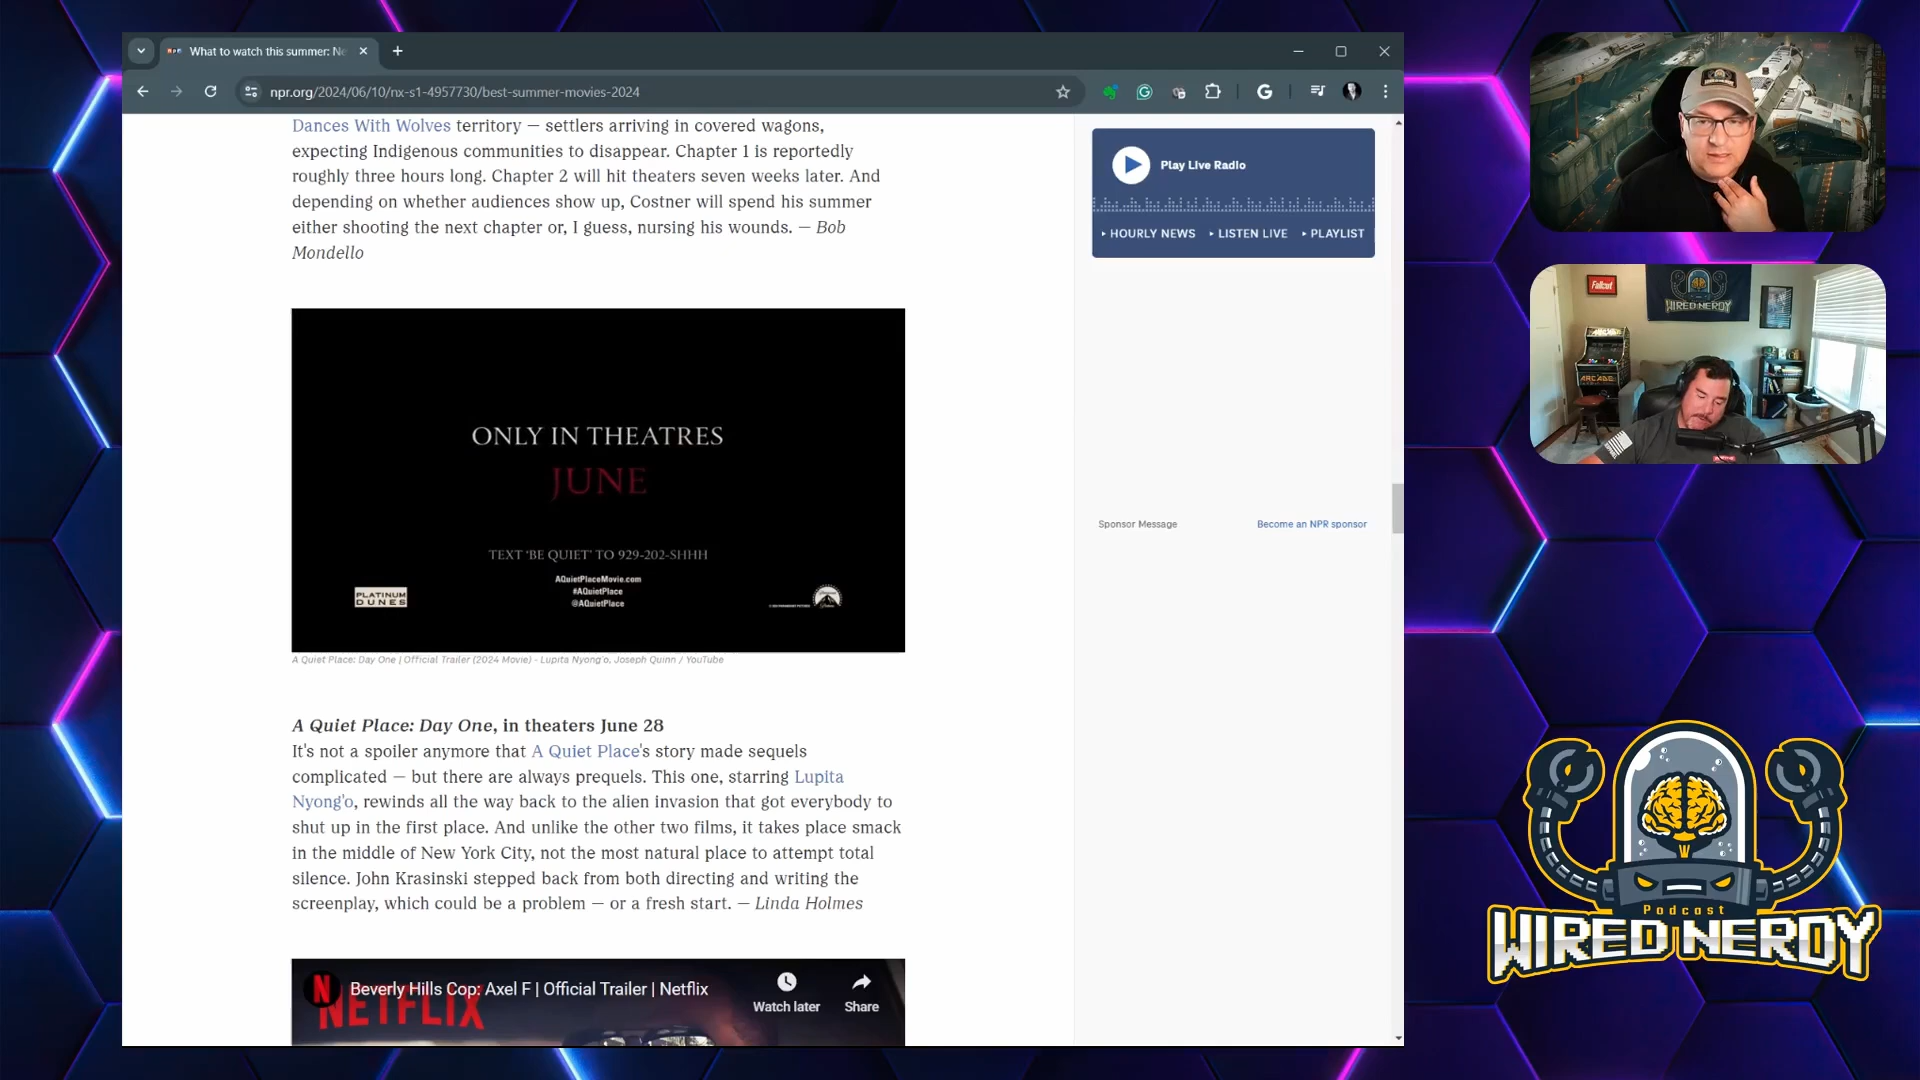 What to watch this summer: Ne
npr.org/2024/06/10/nx-s1-4957730/best-summer-movies-2024
Dances With Wolves territory — settlers arriving in covered wagons,
expecting Indigenous communities to disappear. Chapter 1 is reportedly
roughly three hours long. Chapter 2 will hit theaters seven weeks later. And
depending on whether audiences show up, Costner will spend his summer
either shooting the next chapter or, I guess, nursing his wounds. — Bob
Mondello
ONLY IN THEATRES
JUNE
TEXT 'BE QUIET' TO 929-202-SHHH
AQuietPlaceMovie.com
#AQuietPlace
@AQuietPlace
PLATINUM
DUNES
A Quiet Place: Day One | Official Trailer (2024 Movie) - Lupita Nyong'o, Joseph Quinn / YouTube
A Quiet Place: Day One, in theaters June 28
It's not a spoiler anymore that A Quiet Place's story made sequels
complicated — but there are always prequels. This one, starring Lupita
Nyong'o, rewinds all the way back to the alien invasion that got everybody to
shut up in the first place. And unlike the other two films, it takes place smack
in the middle of New York City, not the most natural place to attempt total
silence. John Krasinski stepped back from both directing and writing the
screenplay, which could be a problem — or a fresh start. — Linda Holmes
Beverly Hills Cop: Axel F | Official Trailer | Netflix
Watch later
Share
NETFLIX
Play Live Radio
HOURLY NEWS
LISTEN LIVE
PLAYLIST
Sponsor Message
Become an NPR sponsor
Fallout
WIRED NERDY
ARCADE
Podcast
WIRED NERDY